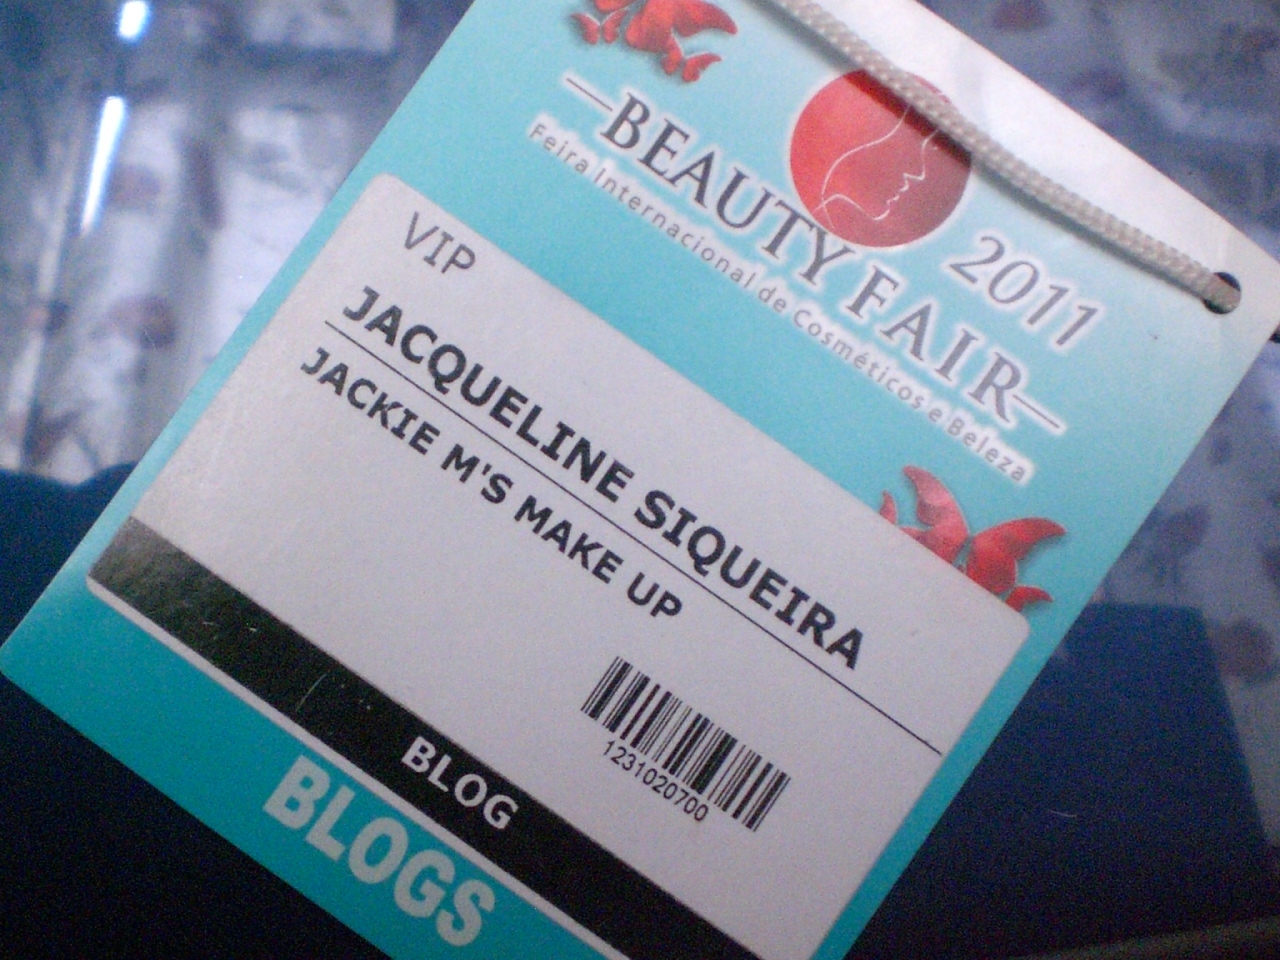 BEAUTY FAIR 2011
Feira Internacional de Cosméticos e Beleza
VIP
JACQUELINE SIQUEIRA
JACKIE M'S MAKE UP
1231020700
BLOG
BLOGS